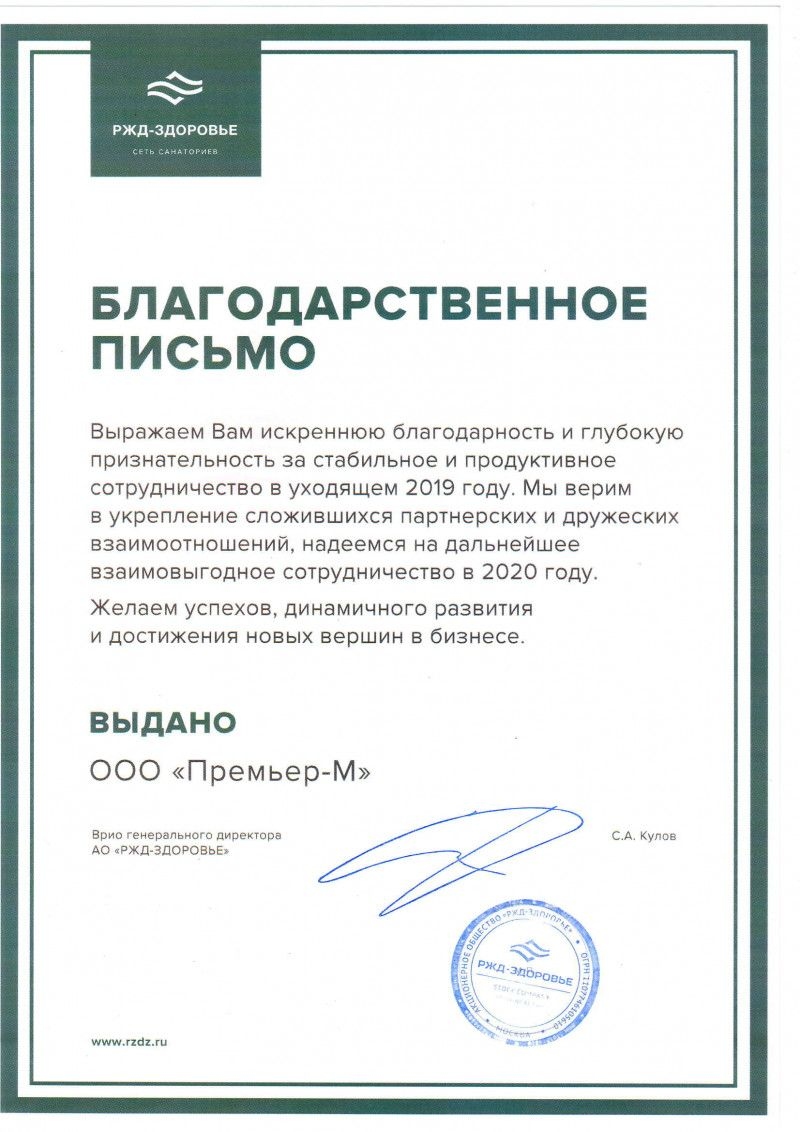 РЖД-ЗДОРОВЬЕ
СЕТЬ САНАТОРИЕВ
БЛАГОДАРСТВЕННОЕ
ПИСЬМО
Выражаем Вам искреннюю благодарность и глубокую
признательность за стабильное и продуктивное
сотрудничество в уходящем 2019 году. Мы верим
в укрепление сложившихся партнерских и дружеских
взаимоотношений, надеемся на дальнейшее
взаимовыгодное сотрудничество в 2020 году.
Желаем успехов, динамичного развития
и достижения новых вершин в бизнесе.
ВЫДАНО
ООО «Премьер-М»
Врио генерального директора
АО «РЖД-ЗДОРОВЬЕ»
С.А. Кулов
АКЦИОНЕРНОЕ ОБЩЕСТВО «РЖД-ЗДОРОВЬЕ»
ОГРН 1107746105610
РЖД-ЗДОРОВЬЕ
МОСКВА
www.rzdz.ru